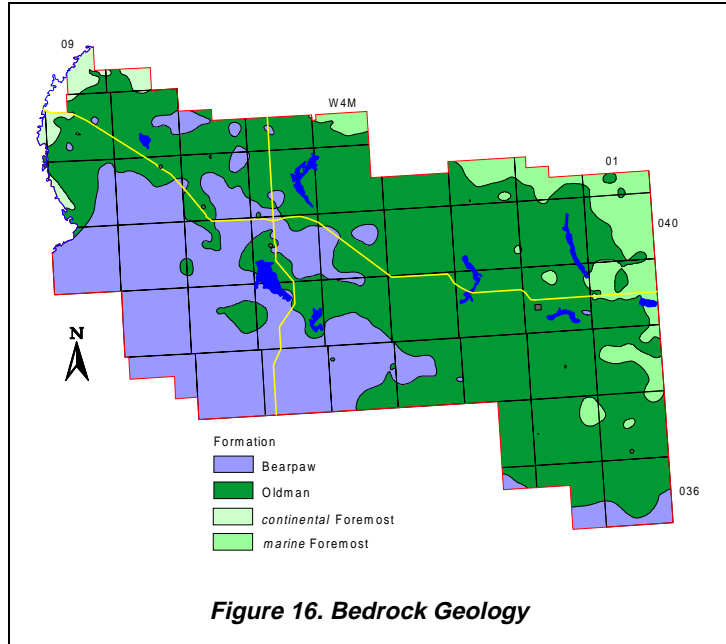 09
W4M
01
040
N
Formation
Bearpaw
Oldman
continental Foremost
marine Foremost
036
Figure 16. Bedrock Geology